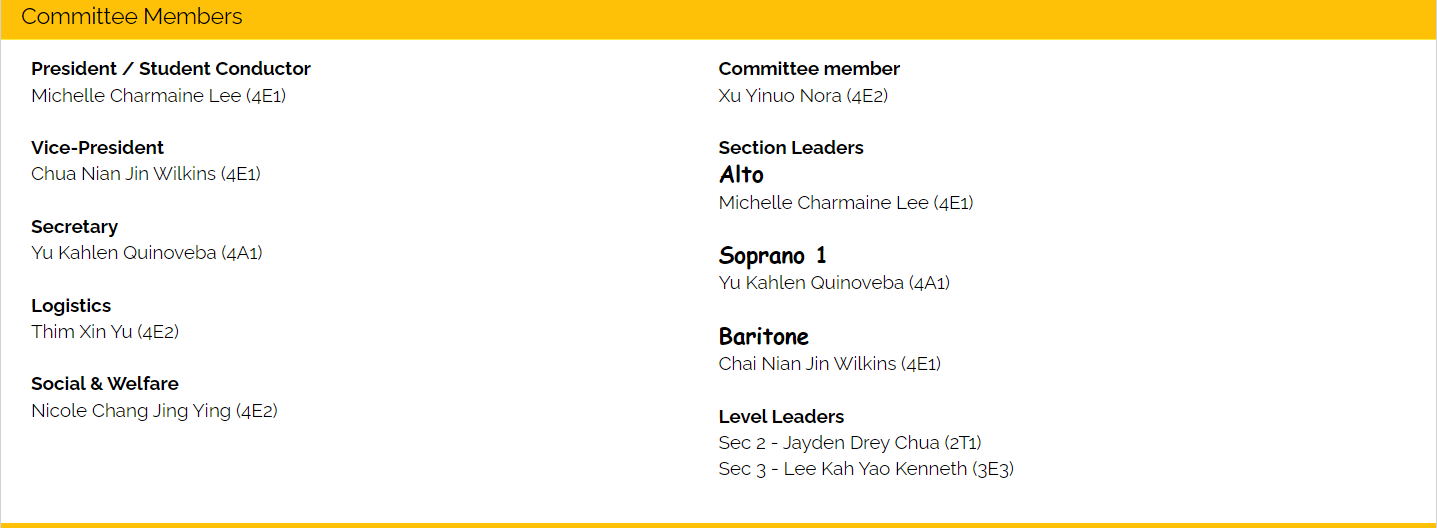 Committee Members
President / Student Conductor
Michelle Charmaine Lee (4E1)
Vice-President
Chua Nian Jin Wilkins (4E1)
Secretary
Yu Kahlen Quinoveba (4A1)
Logistics
Thim Xin Yu (4E2)
Social & Welfare
Nicole Chang Jing Ying (4E2)
Committee member
Xu Yinuo Nora (4E2)
Section Leaders
Alto
Michelle Charmaine Lee (4E1)
Soprano 1
Yu Kahlen Quinoveba (4A1)
Baritone
Chai Nian Jin Wilkins (4E1)
Level Leaders
Sec 2 - Jayden Drey Chua (2T1)
Sec 3 - Lee Kah Yao Kenneth (3E3)